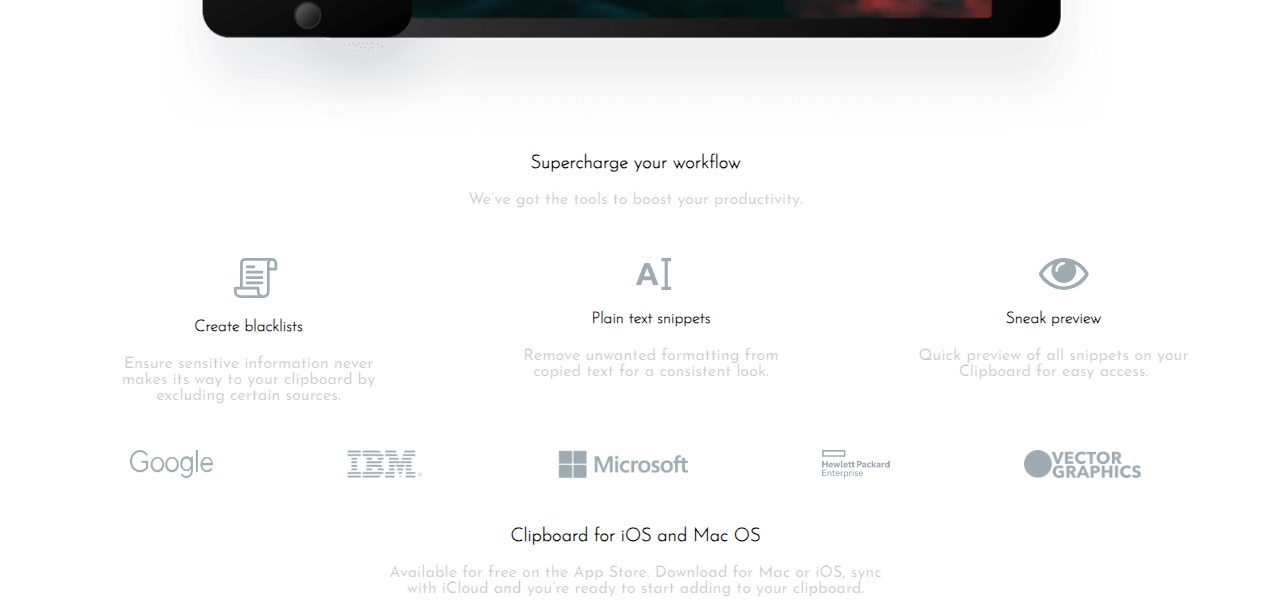 Supercharge your workflow
We've got the tools to boost your productivity.
A
Create blacklists
Plain text snippets
Sneak preview
Ensure sensitive information never
makes its way to your clipboard by
excluding certain sources.
Remove unwanted formatting from
copied text for a consistent look.
Quick preview of all snippets on your
Clipboard for easy access.
Google
IBM®
Microsoft
Hewlett Packard
Enterprise
VECTOR
GRAPHICS
Clipboard for iOS and Mac OS
Available for free on the App Store. Download for Mac or iOS, sync
with iCloud and you're ready to start adding to your clipboard.